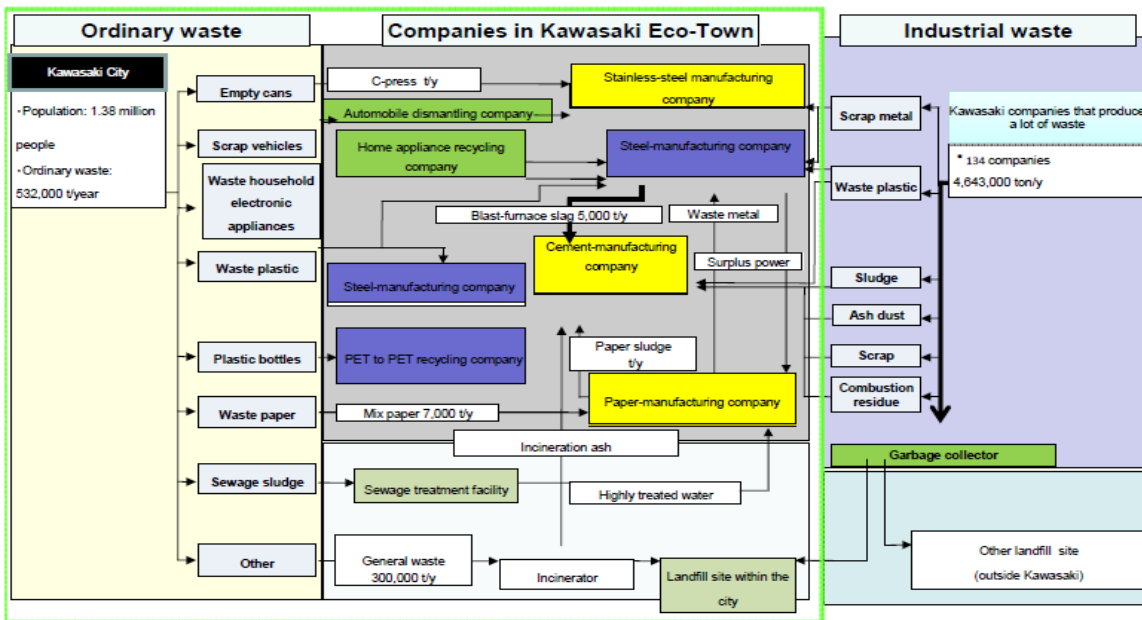 Ordinary waste
Companies in Kawasaki Eco-Town
Industrial waste
Kawasaki City
・Population: 1.38 million
people
・Ordinary waste:
532,000 t/year
Empty cans
Scrap vehicles
Waste household
electronic
appliances
Waste plastic
Plastic bottles
Waste paper
Sewage sludge
Other
C-press t/y
Stainless-steel manufacturing
company
Automobile dismantling company
Home appliance recycling
company
Steel-manufacturing company
Blast-furnace slag 5,000 t/y
Waste metal
Cement-manufacturing
company
Surplus power
Steel-manufacturing company
PET to PET recycling company
Paper sludge
t/y
Mix paper 7,000 t/y
Paper-manufacturing company
Incineration ash
Sewage treatment facility
Highly treated water
General waste
300,000 t/y
Incinerator
Landfill site within the
city
Scrap metal
Waste plastic
Sludge
Ash dust
Scrap
Combustion
residue
Kawasaki companies that produce
a lot of waste
* 134 companies
4,643,000 ton/y
Garbage collector
Other landfill site
(outside Kawasaki)